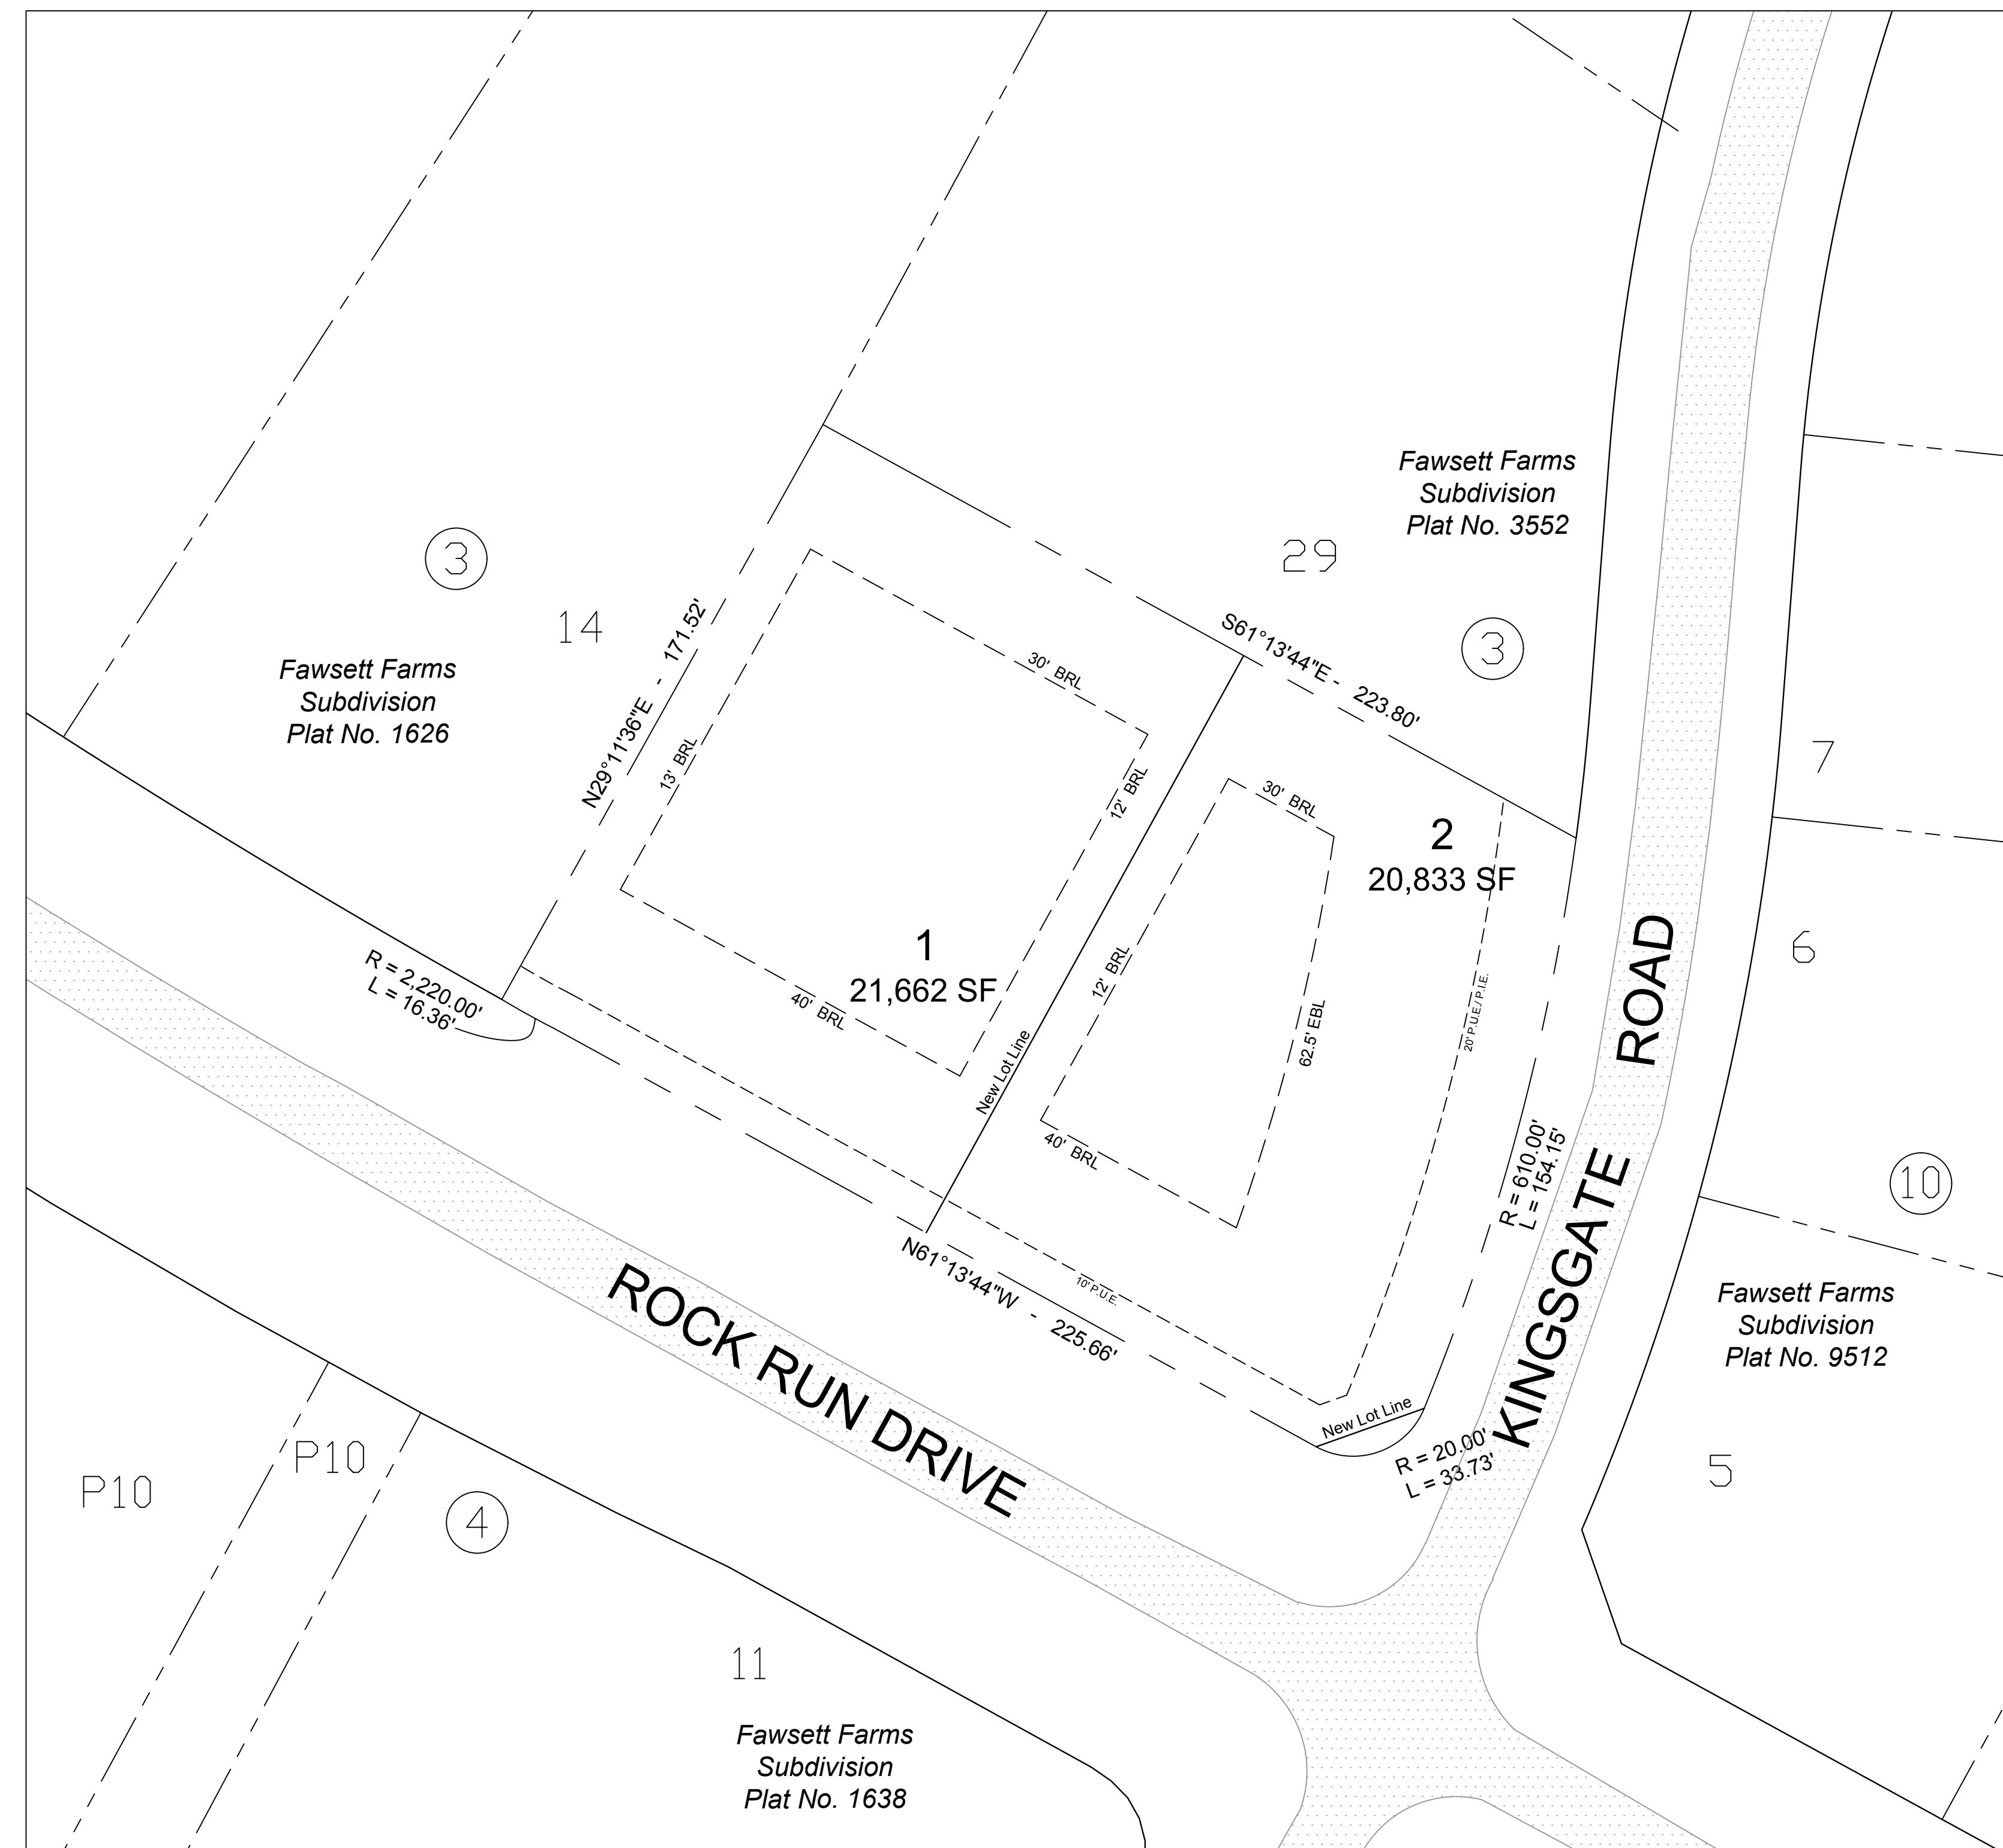 Fawsett Farms
Subdivision
Plat No. 3552
29
3
3
14
Fawsett Farms
Subdivision
Plat No. 1626
N29°11'36"E - 171.52'
S61°13'44"E - 223.80'
30' BRL
13' BRL
12' BRL
40' BRL
1
21,662 SF
30' BRL
12' BRL
40' BRL
62.5' EBL
2
20,833 SF
20' P.U.E./ P.I.E.
New Lot Line
R = 2,220.00'
L = 16.36'
7
6
ROAD
KINGSGATE
R = 610.00'
L = 154.15'
10
N61°13'44"W - 225.66'
10' P.U.E.
New Lot Line
R = 20.00'
L = 33.73'
ROCK RUN DRIVE
Fawsett Farms
Subdivision
Plat No. 9512
5
P10
P10
4
11
Fawsett Farms
Subdivision
Plat No. 1638